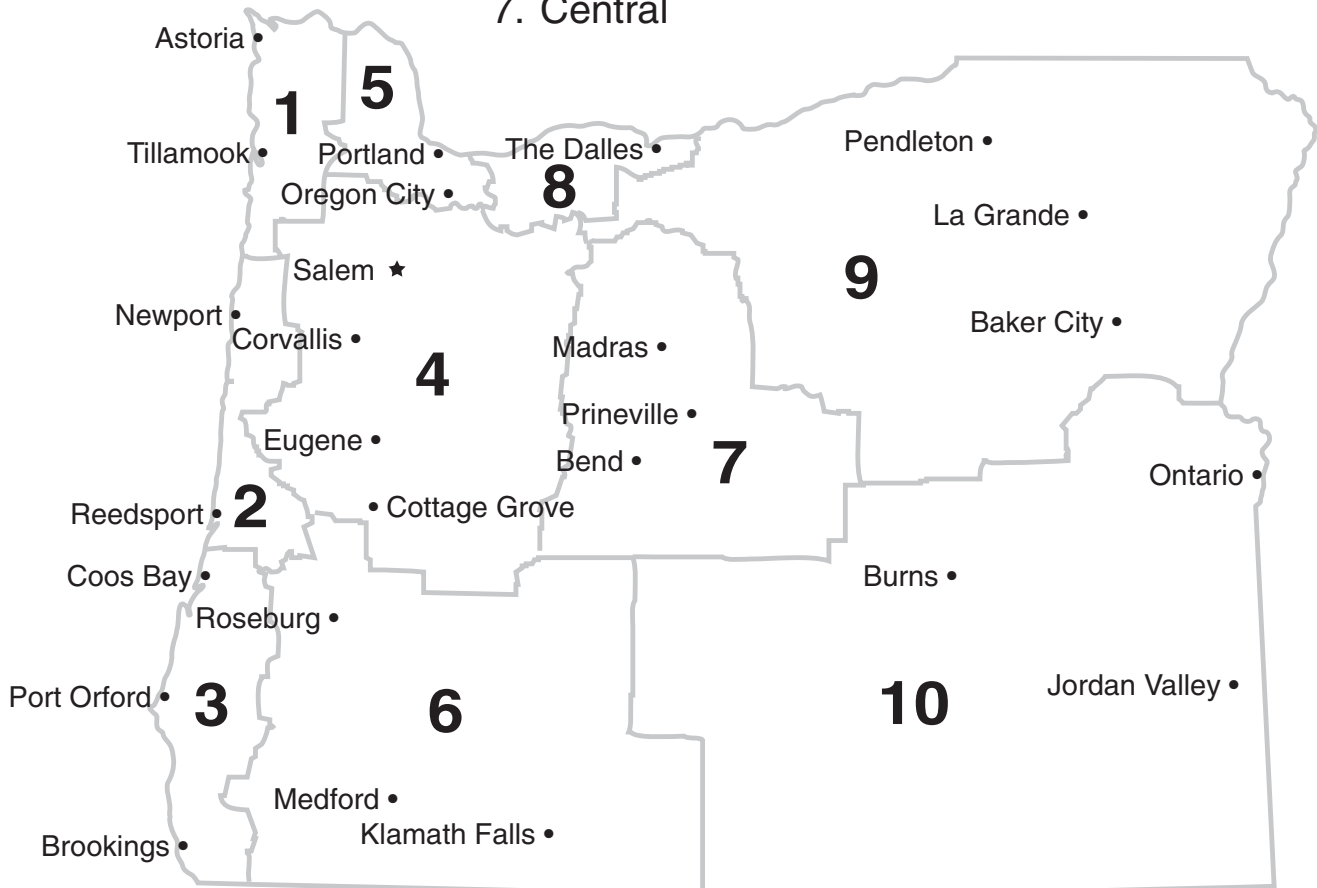 7. Central
Astoria
5
1
Tillamook
Portland
The Dalles
Pendleton
8
Oregon City
La Grande
Salem
9
Newport
Corvallis
Baker City
Madras
4
Prineville
Eugene
Bend
7
Ontario
2
Reedsport
Cottage Grove
Coos Bay
Burns
Roseburg
Port Orford
3
6
10
Jordan Valley
Medford
Klamath Falls
Brookings